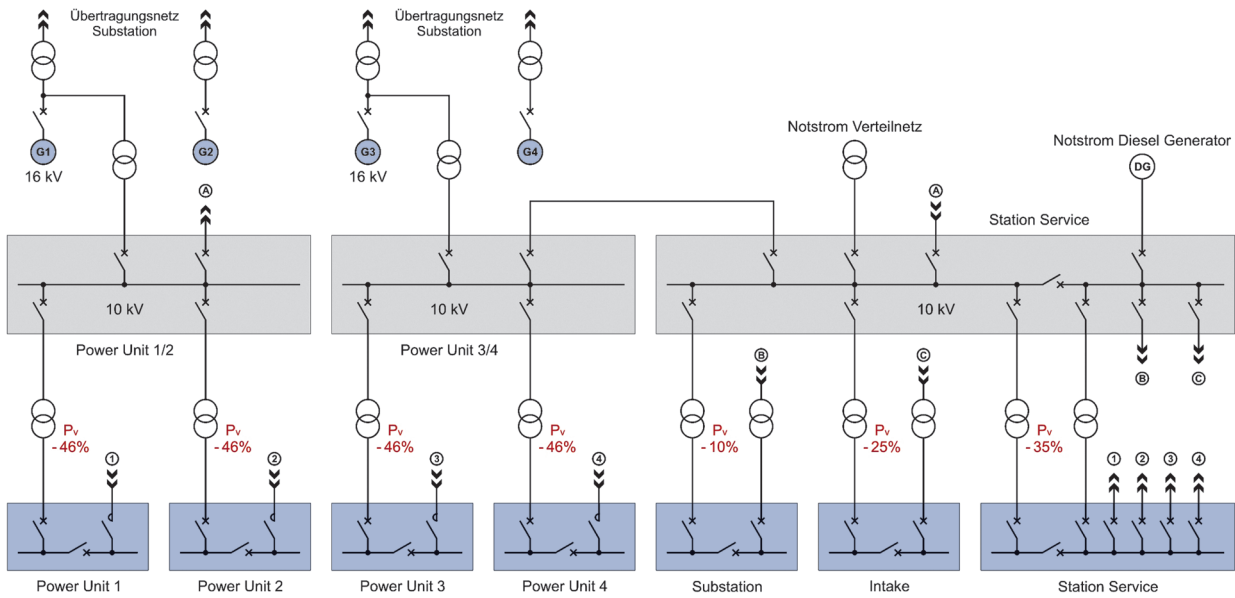 Übertragungsnetz
Substation
Übertragungsnetz
Substation
G1
G2
G3
G4
16 kV
16 kV
Notstrom Verteilnetz
Notstrom Diesel Generator
DG
A
A
Station Service
10 kV
10 kV
10 kV
Power Unit 1/2
Power Unit 3/4
B
C
B
C
Pv
- 46%
Pv
- 46%
Pv
- 46%
Pv
- 46%
Pv
- 10%
Pv
- 25%
Pv
- 35%
1
2
3
4
1
2
3
4
Power Unit 1
Power Unit 2
Power Unit 3
Power Unit 4
Substation
Intake
Station Service